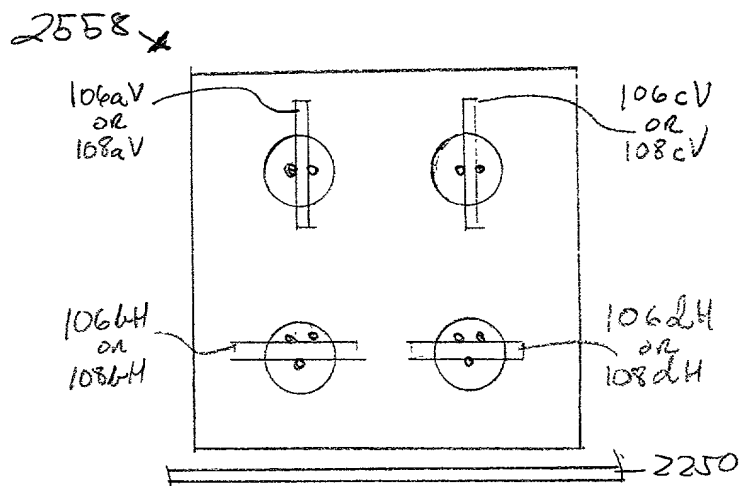 2558
106aV
OR
108aV
106cV
OR
108cV
106bH
OR
108bH
106dH
OR
108dH
2250